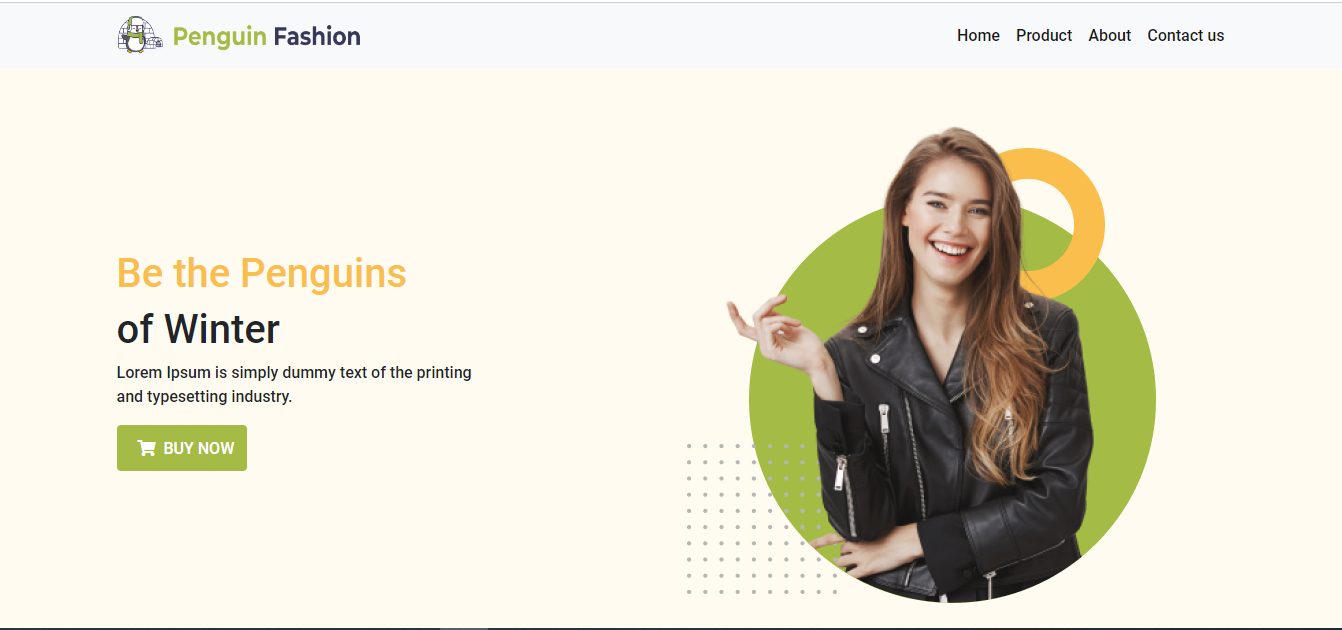 Penguin Fashion
Home Product About Contact us
Be the Penguins
of Winter
Lorem Ipsum is simply dummy text of the printing
and typesetting industry.
BUY NOW